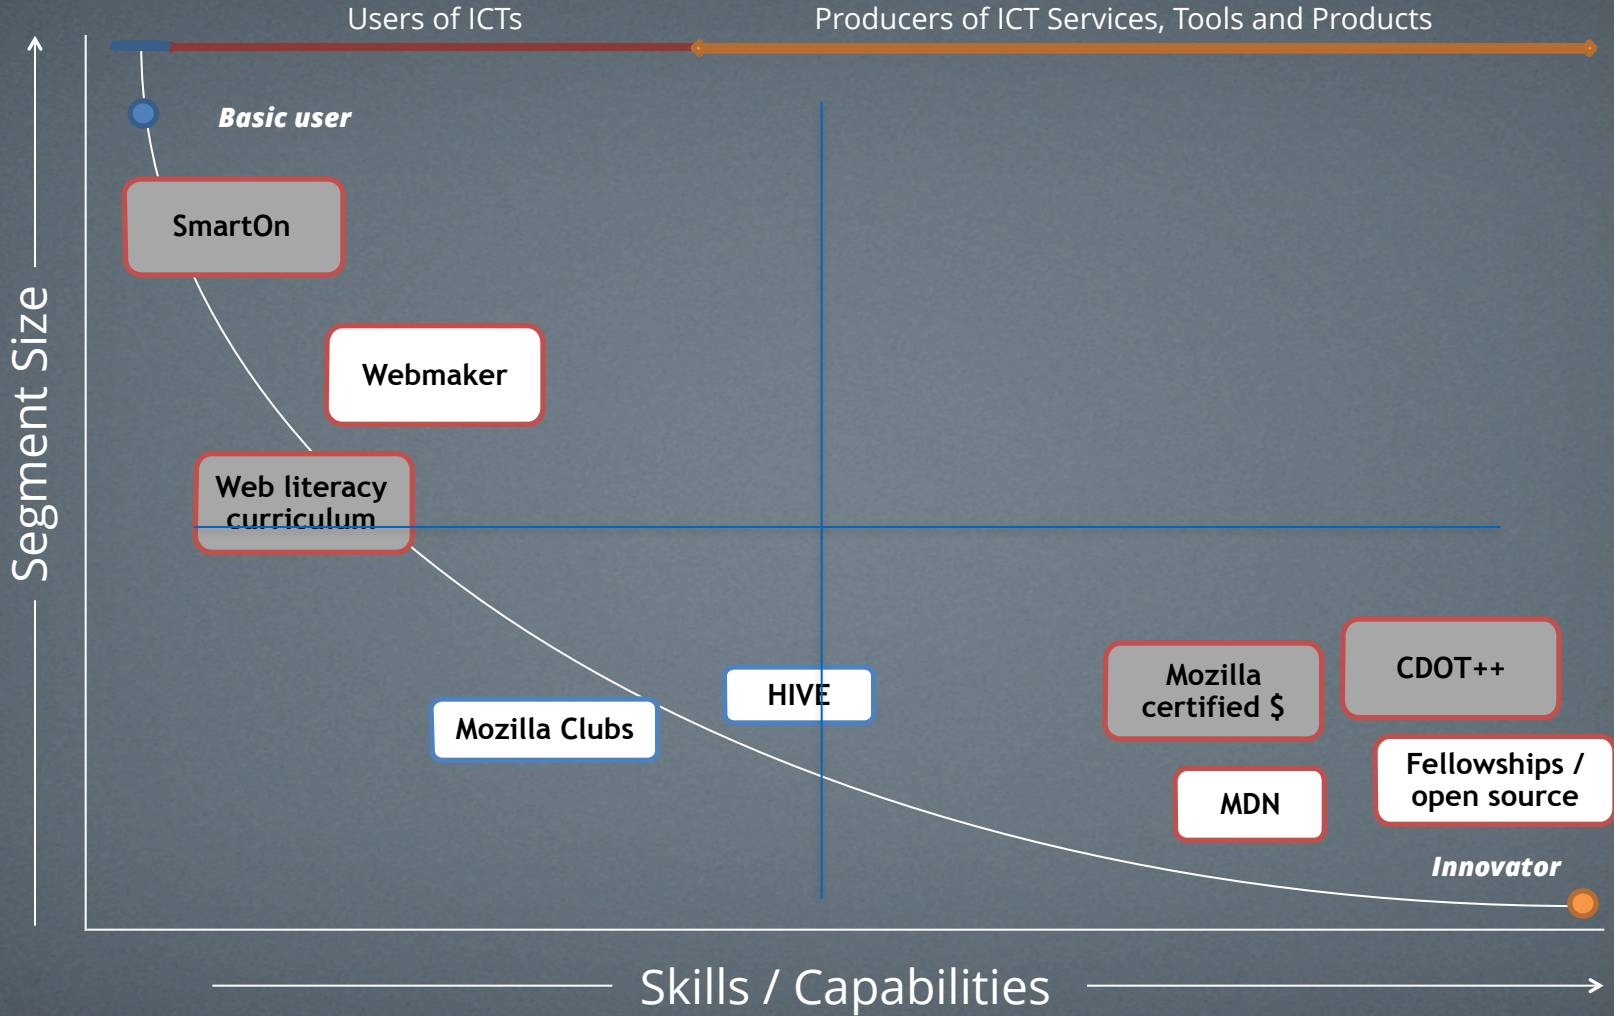 Users of ICTs
Producers of ICT Services, Tools and Products
Basic user
SmartOn
Segment Size
Webmaker
Web literacy
curriculum
Mozilla Clubs
HIVE
Mozilla
certified $
CDOT++
MDN
Fellowships /
open source
Innovator
Skills / Capabilities